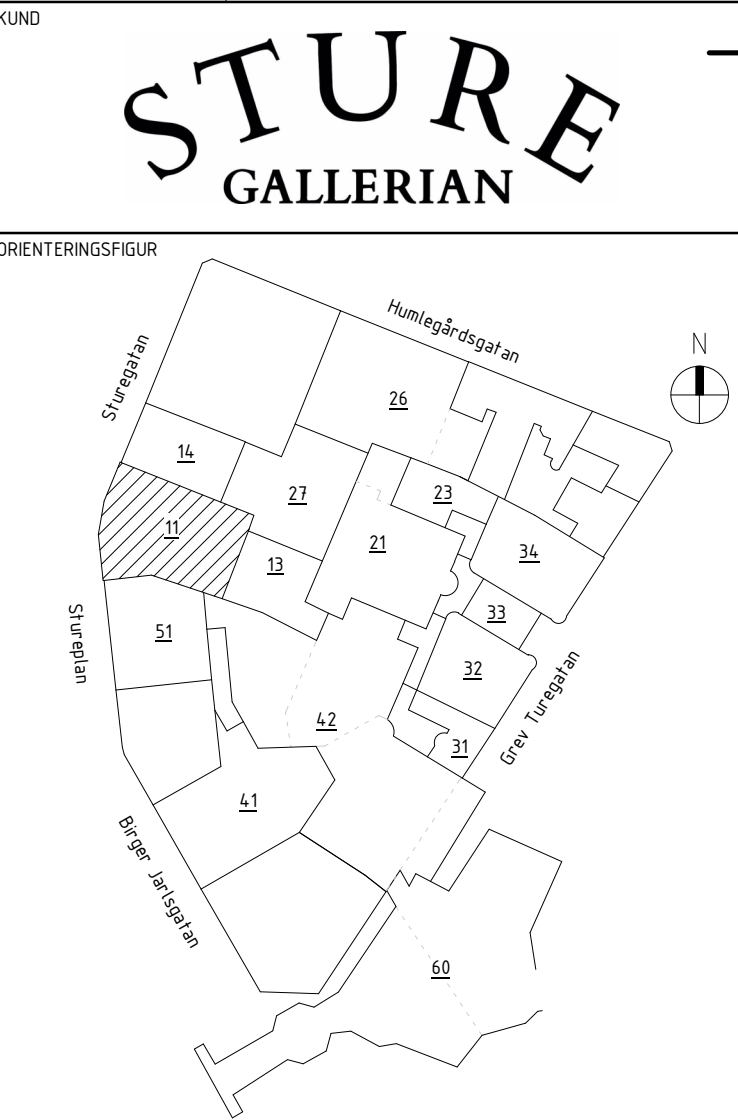 KUND
STURE
GALLERIAN
ORIENTERINGSFIGUR
Humlegårdsgatan
N
Sturegatan
26
14
27
23
11
21
34
13
33
Stureplan
51
32
42
Grev Turegatan
31
41
Birger Jarlsgatan
60